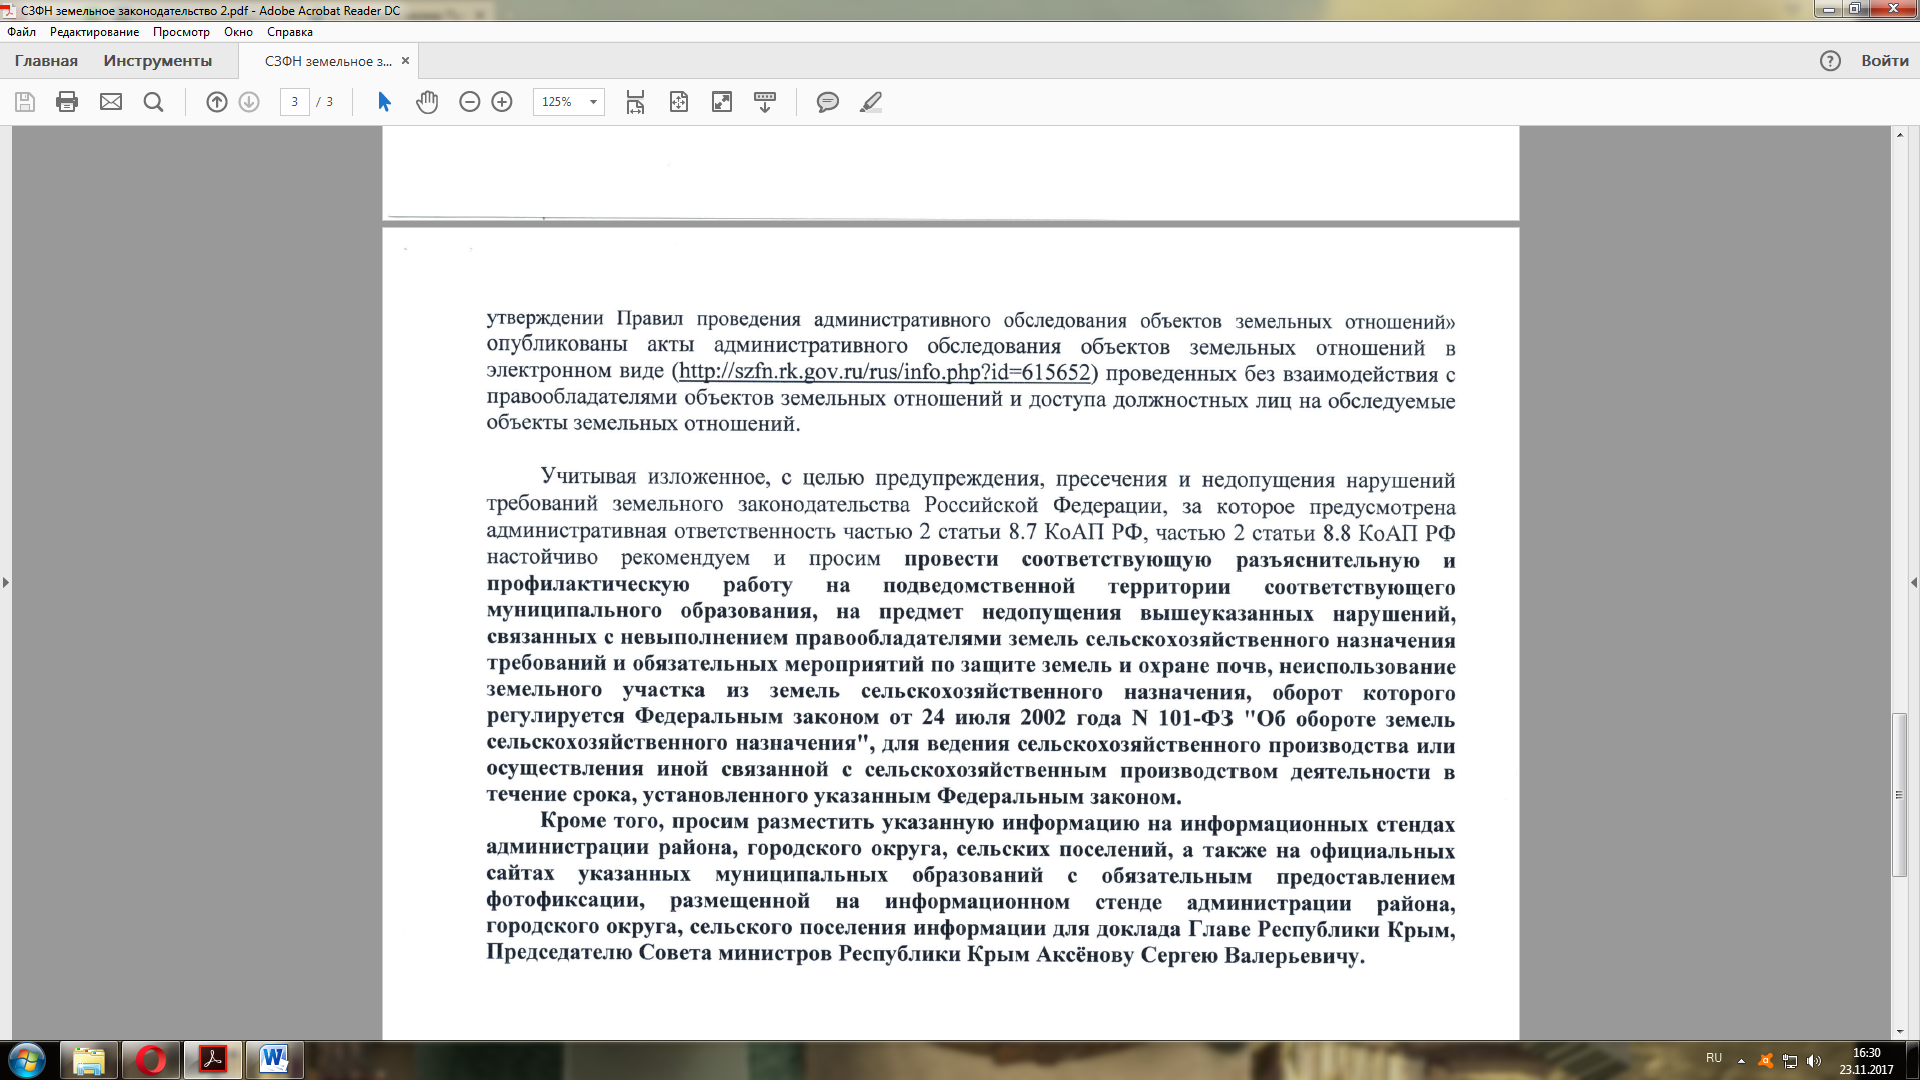 СЗФН земельное законодательство 2.pdf - Adobe Acrobat Reader DC
Файл Редактирование Просмотр Окно Справка
Главная Инструменты СЗФН земельное з... × ? Войти
3 / 3 125%
утверждении Правил проведения административного обследования объектов земельных отношений»
опубликованы акты административного обследования объектов земельных отношений в
электронном виде (http://szfn.rk.gov.ru/rus/info.php?id=615652) проведенных без взаимодействия с
правообладателями объектов земельных отношений и доступа должностных лиц на обследуемые
объекты земельных отношений.
Учитывая изложенное, с целью предупреждения, пресечения и недопущения нарушений
требований земельного законодательства Российской Федерации, за которое предусмотрена
административная ответственность частью 2 статьи 8.7 КоАП РФ, частью 2 статьи 8.8 КоАП РФ
настойчиво рекомендуем и просим провести соответствующую разъяснительную и
профилактическую работу на подведомственной территории соответствующего
муниципального образования, на предмет недопущения вышеуказанных нарушений,
связанных с невыполнением правообладателями земель сельскохозяйственного назначения
требований и обязательных мероприятий по защите земель и охране почв, неиспользование
земельного участка из земель сельскохозяйственного назначения, оборот которого
регулируется Федеральным законом от 24 июля 2002 года N 101-ФЗ "Об обороте земель
сельскохозяйственного назначения", для ведения сельскохозяйственного производства или
осуществления иной связанной с сельскохозяйственным производством деятельности в
течение срока, установленного указанным Федеральным законом.
Кроме того, просим разместить указанную информацию на информационных стендах
администрации района, городского округа, сельских поселений, а также на официальных
сайтах указанных муниципальных образований с обязательным предоставлением
фотофиксации, размещенной на информационном стенде администрации района,
городского округа, сельского поселения информации для доклада Главе Республики Крым,
Председателю Совета министров Республики Крым Аксёнову Сергею Валерьевичу.
RU 16:30
23.11.2017